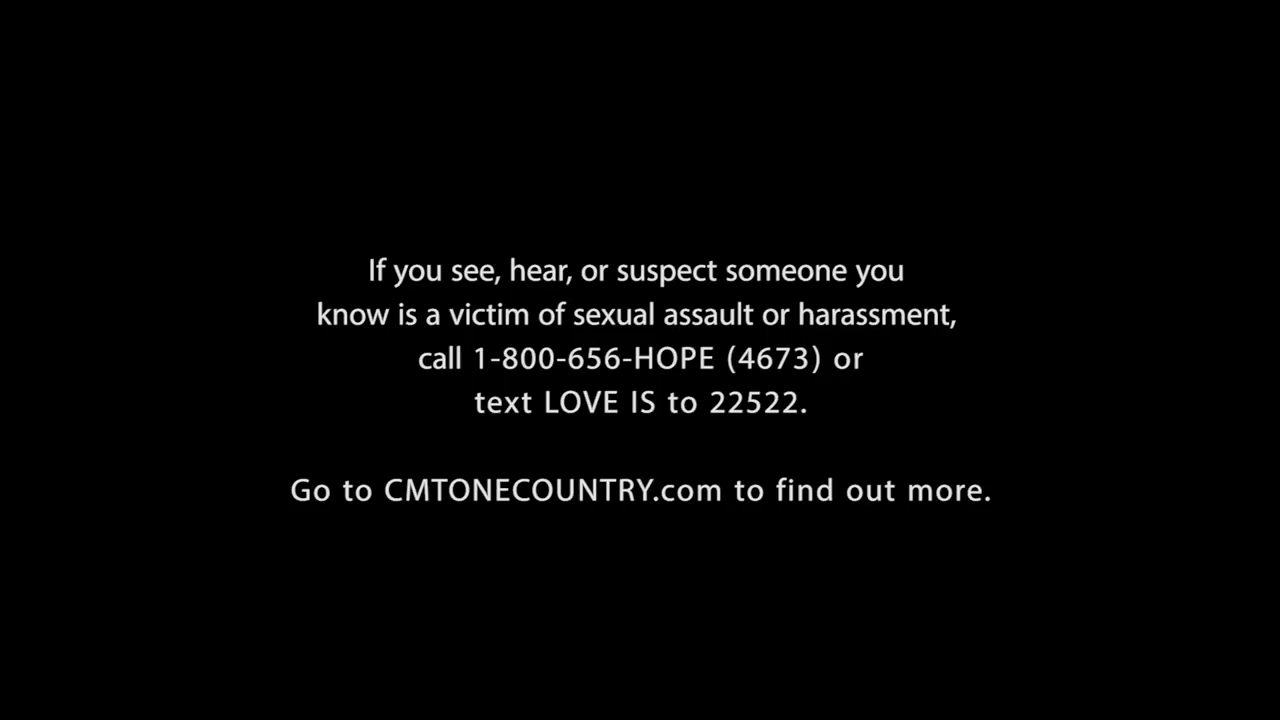 If you see, hear, or suspect someone you
know is a victim of sexual assault or harassment,
call 1-800-656-HOPE (4673) or
text LOVE IS to 22522.
Go to CMTONECOUNTRY.com to find out more.